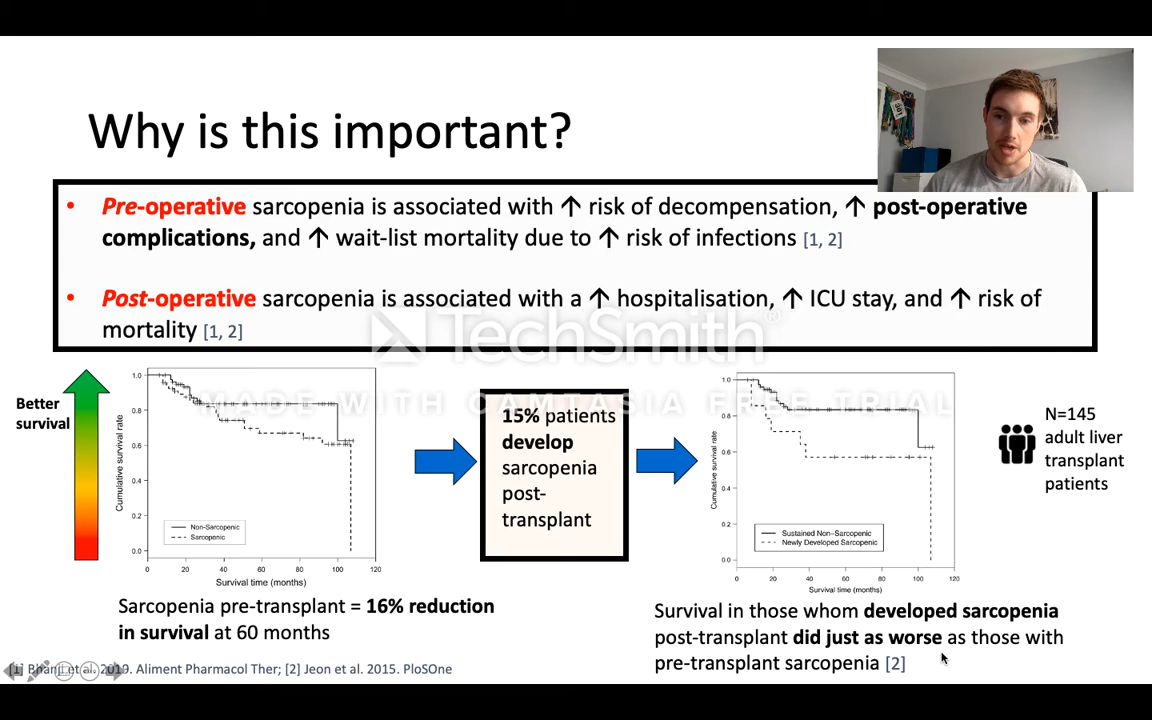 Why is this important?
• Pre-operative sarcopenia is associated with ↑ risk of decompensation, ↑ post-operative
complications, and ↑ wait-list mortality due to ↑ risk of infections [1, 2]
• Post-operative sarcopenia is associated with a ↑ hospitalisation, ↑ ICU stay, and ↑ risk of
mortality [1, 2]
TechSmith®
MADE WITH CAMTASIA FREE TRIAL
Better
survival
1.0
0.8
0.6
0.4
0.2
0.0
Cumulative survival rate
Non-Sarcopenic
Sarcopenic
0 20 40 60 80 100 120
Survival time (months)
Sarcopenia pre-transplant = 16% reduction
in survival at 60 months
15% patients
develop
sarcopenia
post-
transplant
1.0
0.8
0.6
0.4
0.2
0.0
Cumulative survival rate
Sustained Non-Sarcopenic
Newly Developed Sarcopenic
0 20 40 60 80 100 120
Survival time (months)
N=145
adult liver
transplant
patients
Survival in those whom developed sarcopenia
post-transplant did just as worse as those with
pre-transplant sarcopenia [2]
[1] Bhanji et al. 2019. Aliment Pharmacol Ther; [2] Jeon et al. 2015. PloSOne